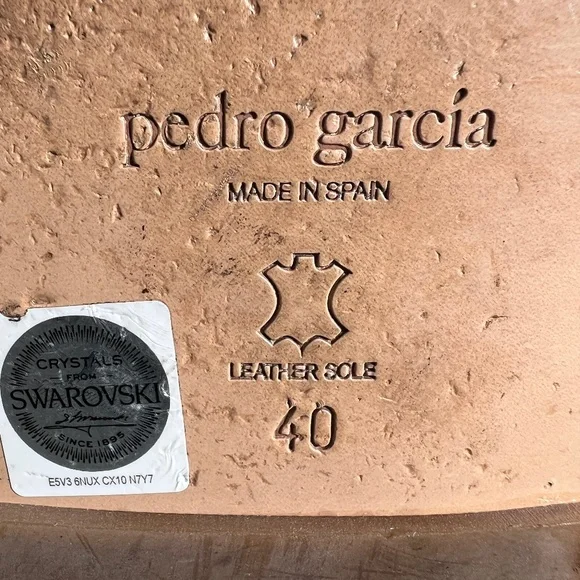 pedro garcía
MADE IN SPAIN
LEATHER SOLE
40
CRYSTALS
FROM
SWAROVSKI
SINCE 1895
E5V3 6NUX CX10 N7Y7